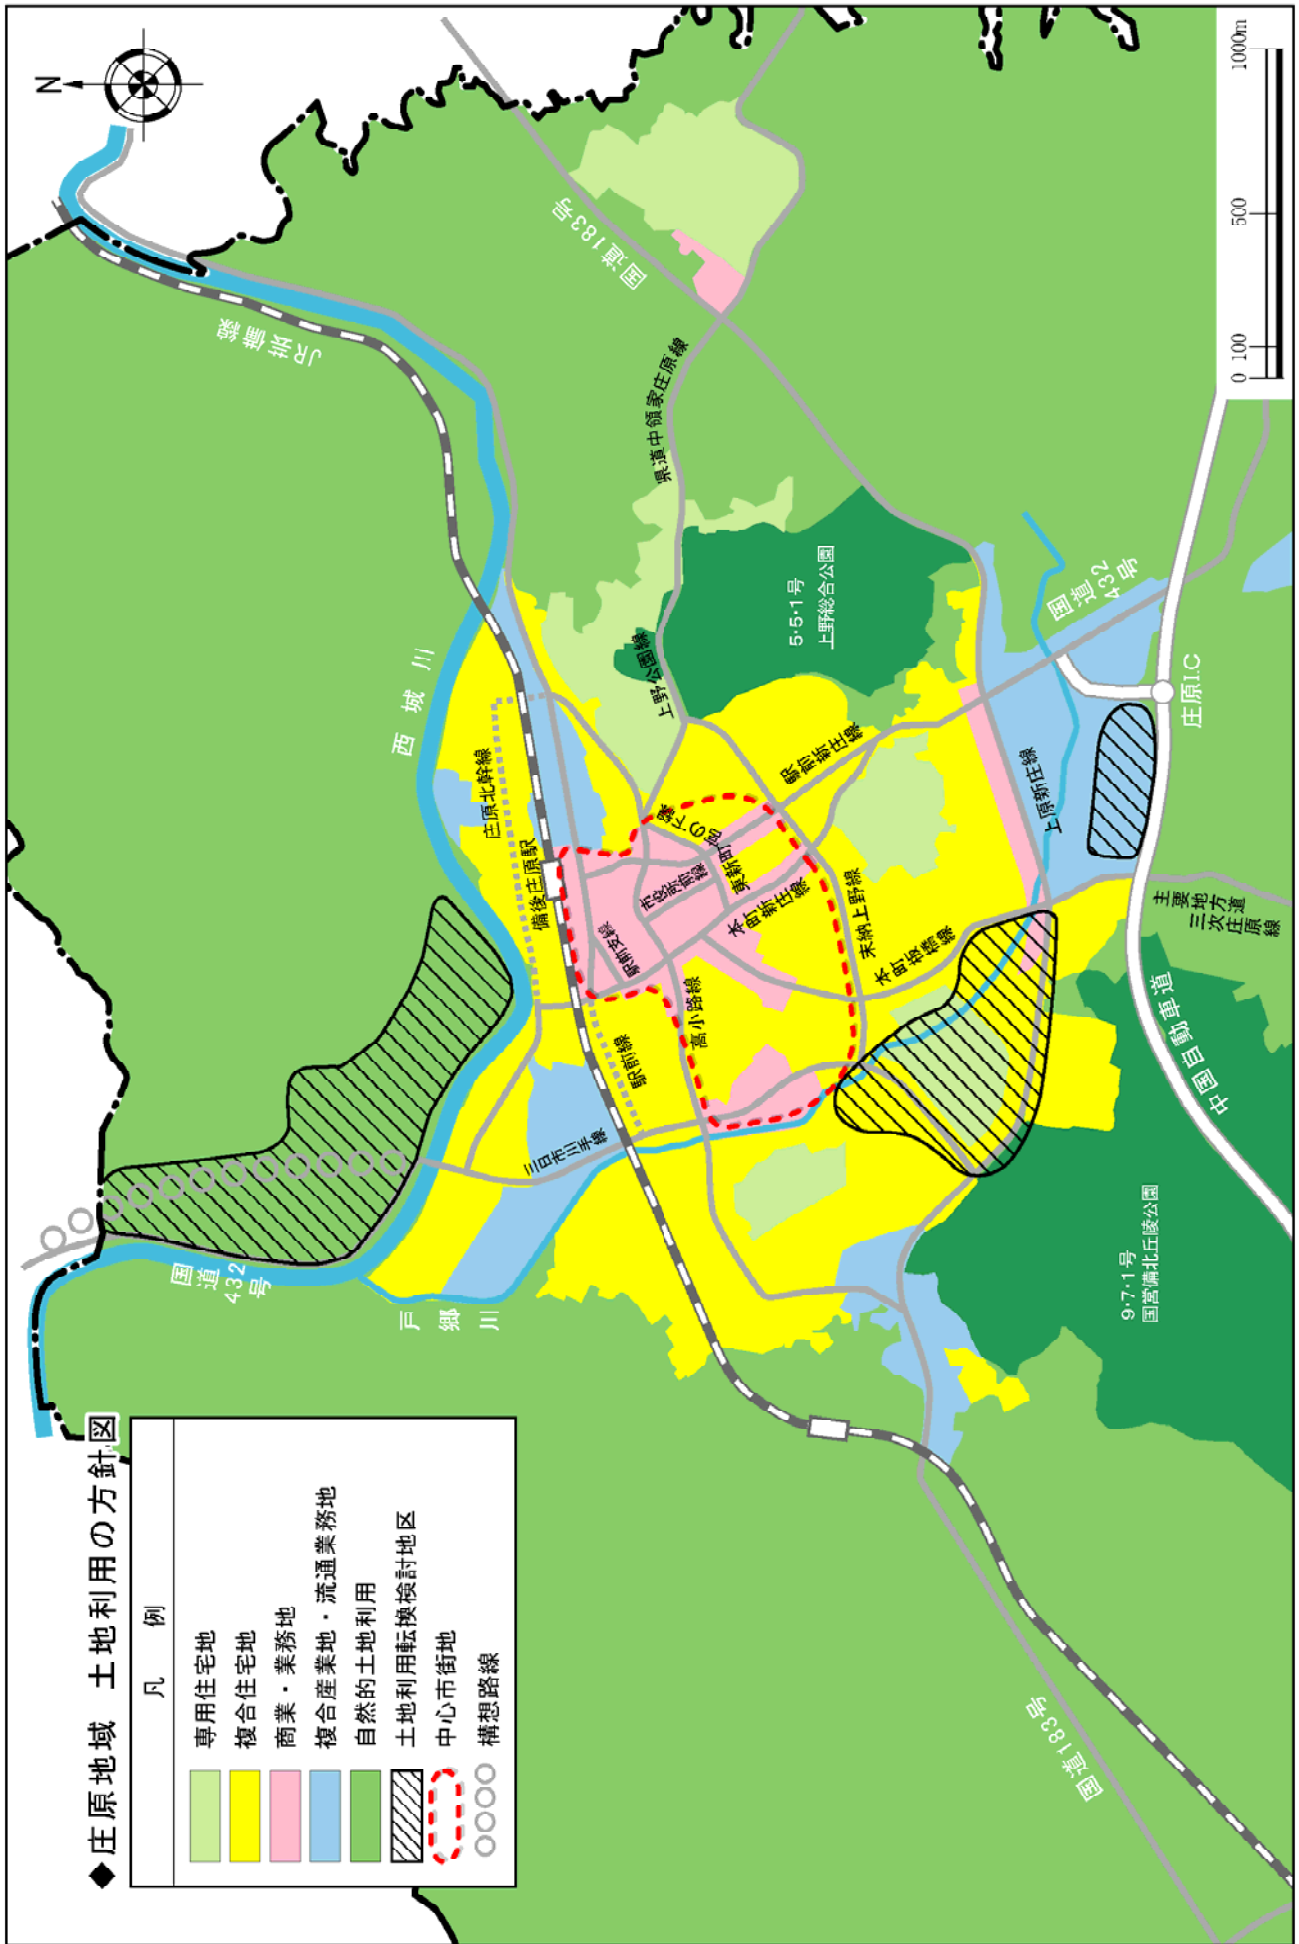 ◆庄原地域　土地利用の方針図
凡　例
専用住宅地
複合住宅地
商業・業務地
複合産業地・流通業務地
自然的土地利用
土地利用転換検討地区
中心市街地
構想路線
N
国道
432
号
戸郷川
西城川
JR芸備線
国道183号
庄原北幹線
備後庄原駅
三日市川手線
駅前線
駅前支線
高小路線
市役所前線
東新町宮の下線
本町新庄線
駅前新庄線
末納上野線
本町板橋線
上野公園線
県道中領家庄原線
5・5・1号
上野総合公園
上原新庄線
国道
432
号
庄原I.C
主要地方道
三次庄原線
中国自動車道
9・7・1号
国営備北丘陵公園
国道183号
0 100 500 1000m